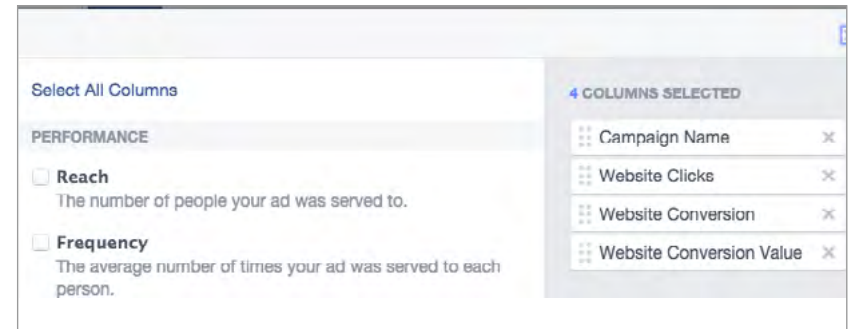 Select All Columns
PERFORMANCE
Reach
The number of people your ad was served to.
Frequency
The average number of times your ad was served to each
person.
4 COLUMNS SELECTED
Campaign Name
Website Clicks
Website Conversion
Website Conversion Value